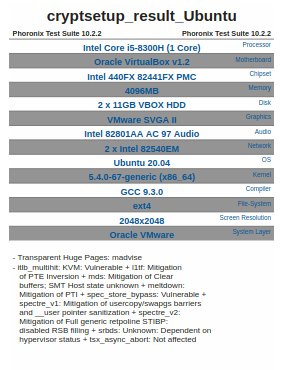 cryptsetup_result_Ubuntu
Phoronix Test Suite 10.2.2 Phoronix Test Suite 10.2.2
Intel Core i5-8300H (1 Core) Processor
Oracle VirtualBox v1.2 Motherboard
Intel 440FX 82441FX PMC Chipset
4096MB Memory
2 x 11GB VBOX HDD Disk
VMware SVGA II Graphics
Intel 82801AA AC 97 Audio Audio
2 x Intel 82540EM Network
Ubuntu 20.04 OS
5.4.0-67-generic (x86_64) Kernel
GCC 9.3.0 Compiler
ext4 File-System
2048x2048 Screen Resolution
Oracle VMware System Layer
- Transparent Huge Pages: madvise
- itlb_multihit: KVM: Vulnerable + l1tf: Mitigation
of PTE Inversion + mds: Mitigation of Clear
buffers; SMT Host state unknown + meltdown:
Mitigation of PTI + spec_store_bypass: Vulnerable +
spectre_v1: Mitigation of usercopy/swapgs barriers
and __user pointer sanitization + spectre_v2:
Mitigation of Full generic retpoline STIBP:
disabled RSB filling + srbds: Unknown: Dependent on
hypervisor status + tsx_async_abort: Not affected